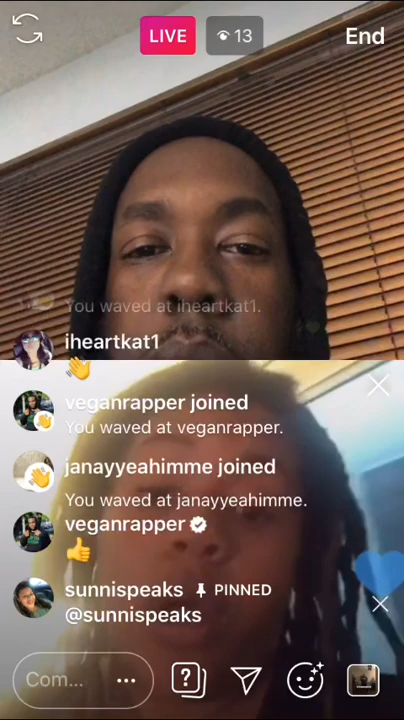 LIVE
13
End
You waved at iheartkat1.
iheartkat1
veganrapper joined
You waved at veganrapper.
janayyeahimme joined
You waved at janayyeahimme.
veganrapper
sunnispeaks PINNED
@sunnispeaks
Com...